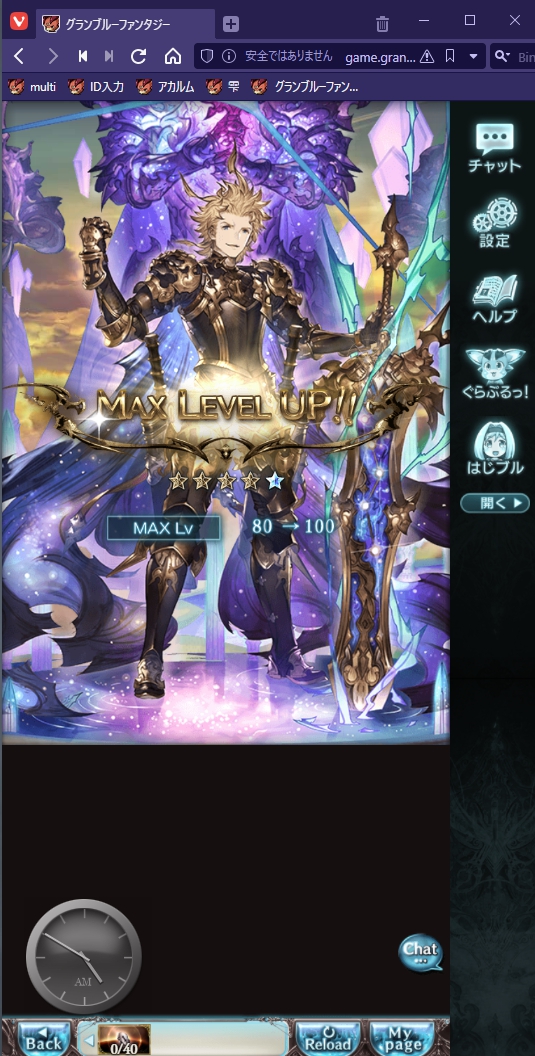 グランブルーファンタジー
安全ではありません
game.gran...
Bin
multi
ID入力
アカルム
雫
グランブルーファン...
チャット
設定
ヘルプ
ぐらぶるっ!
はじブル
開く
MAX LEVEL UP!!
MAX Lv 80 → 100
AM
Chat
Back
0/40
Reload
My page